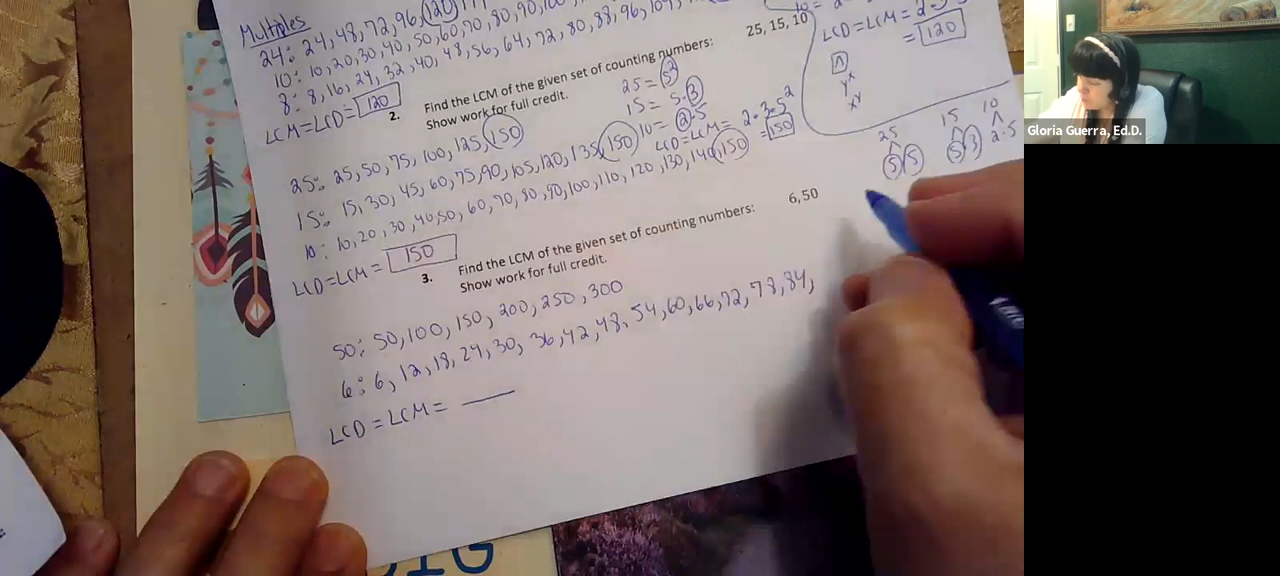 Multiples
24: 24, 48, 72, 96, 120
10: 10, 20, 30, 40, 50, 60, 70, 80, 90, 100
8: 8, 16, 24, 32, 40, 48, 56, 64, 72, 80, 88, 96, 104,
LCM=LCD= 120
LCD=LCM=
= 120
2. Find the LCM of the given set of counting numbers: 25, 15, 10
Show work for full credit.
25 = 5²
15 = 5·3
10 = 2·5
LCD=LCM= 2·3·5²
= 150
25: 25, 50, 75, 100, 125, 150
15: 15, 30, 45, 60, 75, 90, 105, 120, 135, 150
10: 10, 20, 30, 40, 50, 60, 70, 80, 90, 100, 110, 120, 130, 140, 150
LCD=LCM= 150
25
5 5
15
5 3
10
2·5
3. Find the LCM of the given set of counting numbers: 6, 50
Show work for full credit.
50: 50, 100, 150, 200, 250, 300
6: 6, 12, 18, 24, 30, 36, 42, 48, 54, 60, 66, 72, 78, 84,
LCD = LCM =
Gloria Guerra, Ed.D.